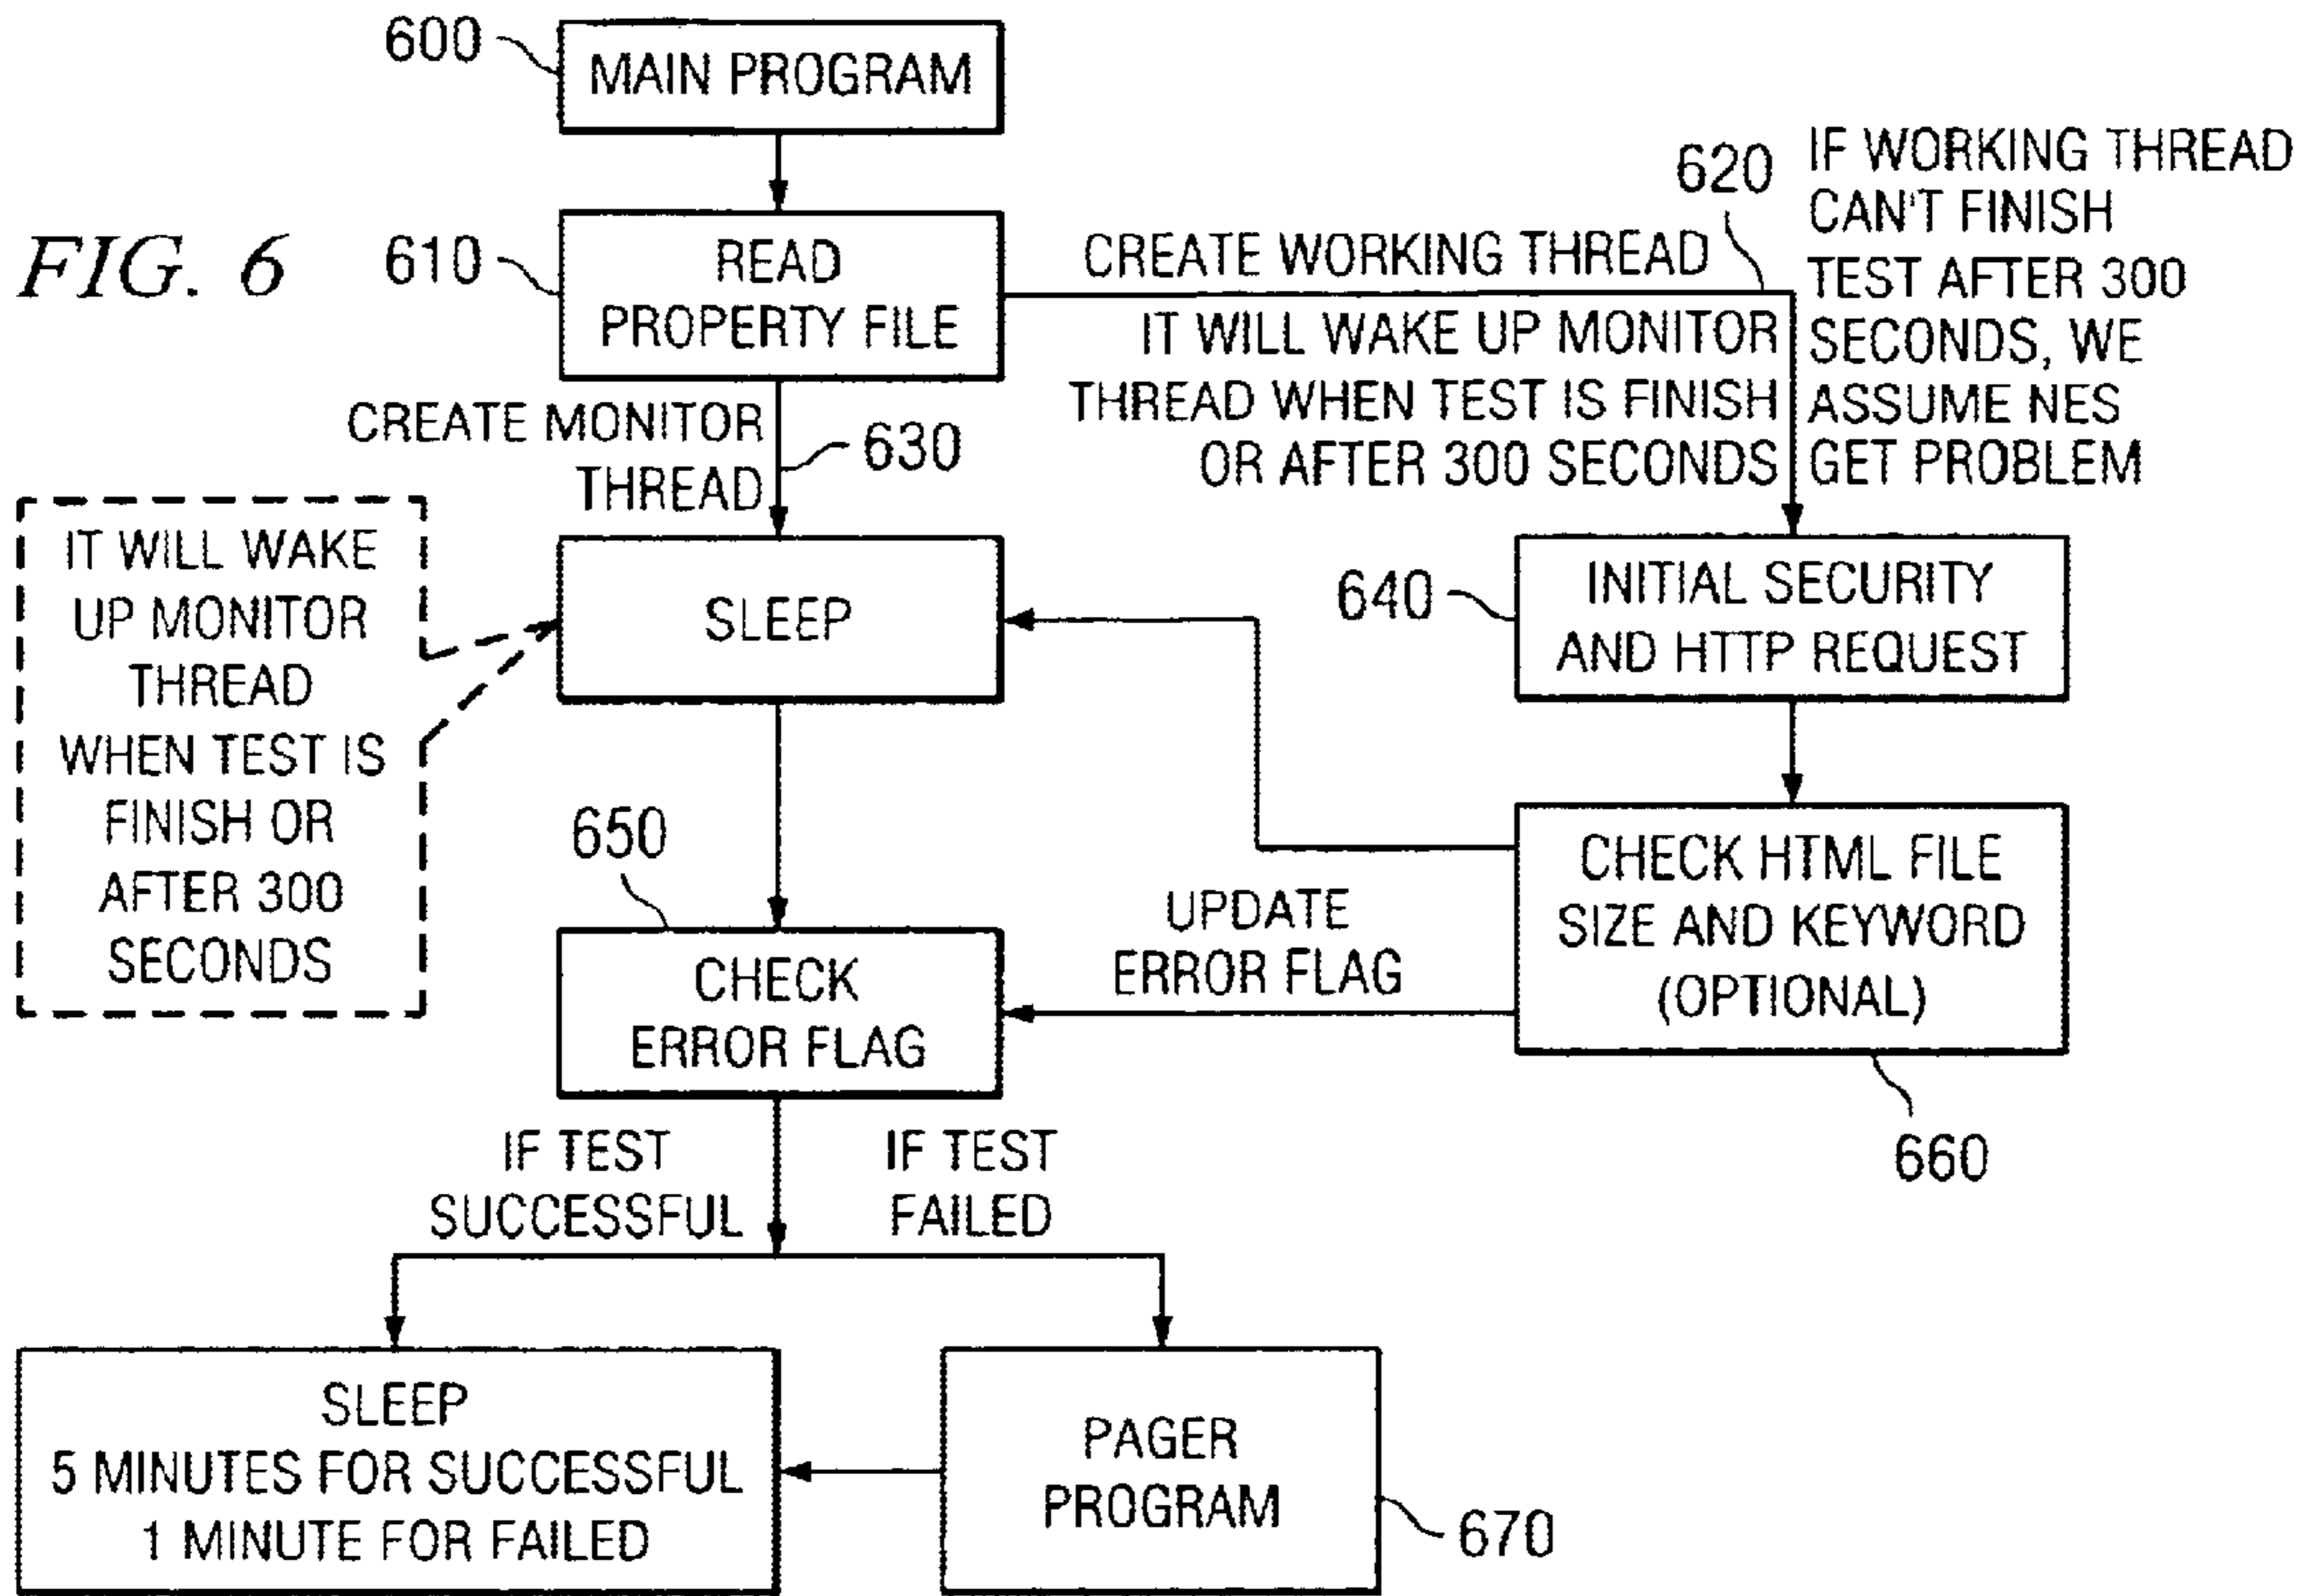 600
MAIN PROGRAM
FIG. 6
610
READ
PROPERTY FILE
CREATE WORKING THREAD
620
IT WILL WAKE UP MONITOR
THREAD WHEN TEST IS FINISH
OR AFTER 300 SECONDS
IF WORKING THREAD
CAN'T FINISH
TEST AFTER 300
SECONDS, WE
ASSUME NES
GET PROBLEM
CREATE MONITOR
THREAD
630
IT WILL WAKE
UP MONITOR
THREAD
WHEN TEST IS
FINISH OR
AFTER 300
SECONDS
SLEEP
640
INITIAL SECURITY
AND HTTP REQUEST
650
CHECK
ERROR FLAG
UPDATE
ERROR FLAG
CHECK HTML FILE
SIZE AND KEYWORD
(OPTIONAL)
660
IF TEST
SUCCESSFUL
IF TEST
FAILED
SLEEP
5 MINUTES FOR SUCCESSFUL
1 MINUTE FOR FAILED
PAGER
PROGRAM
670